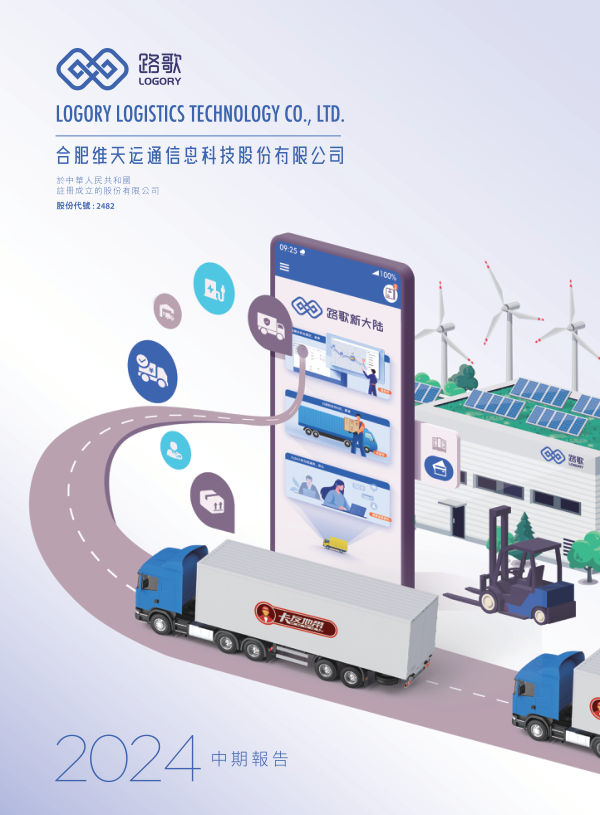 路歌
LOGORY
LOGORY LOGISTICS TECHNOLOGY CO., LTD.
合肥维天运通信息科技股份有限公司
於中華人民共和國
註冊成立的股份有限公司
股份代號 : 2482
09:25
100%
路歌新大陆
路歌
LOGORY
卡友地带
2024 中期報告